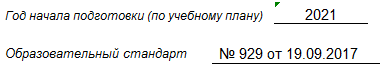 Год начала подготовки (по учебному плану) 2021
Образовательный стандарт № 929 от 19.09.2017